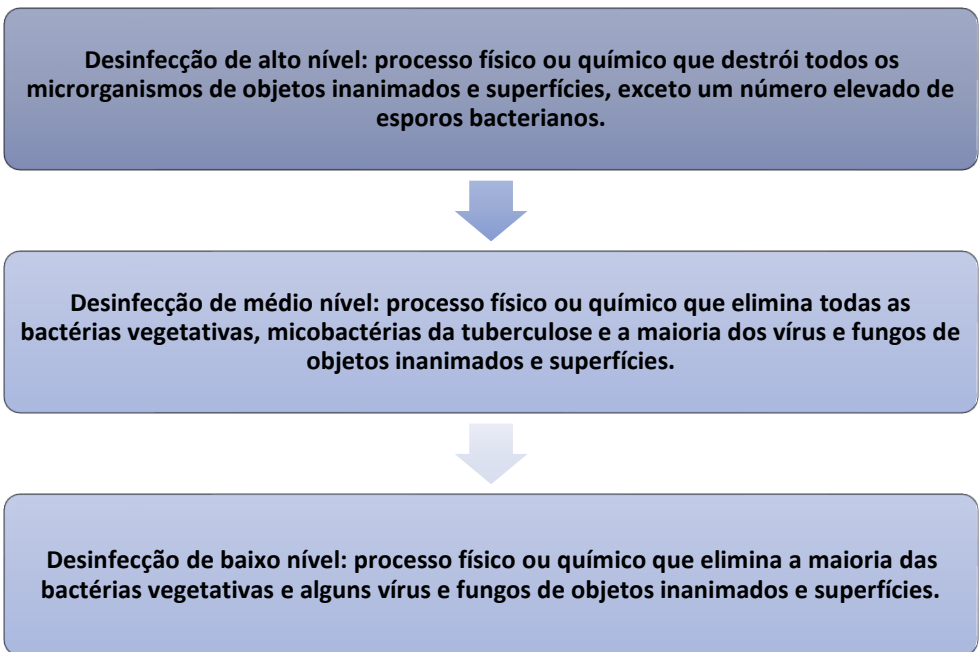 Desinfecção de alto nível: processo físico ou químico que destrói todos os
microrganismos de objetos inanimados e superfícies, exceto um número elevado de
esporos bacterianos.
Desinfecção de médio nível: processo físico ou químico que elimina todas as
bactérias vegetativas, micobactérias da tuberculose e a maioria dos vírus e fungos de
objetos inanimados e superfícies.
Desinfecção de baixo nível: processo físico ou químico que elimina a maioria das
bactérias vegetativas e alguns vírus e fungos de objetos inanimados e superfícies.